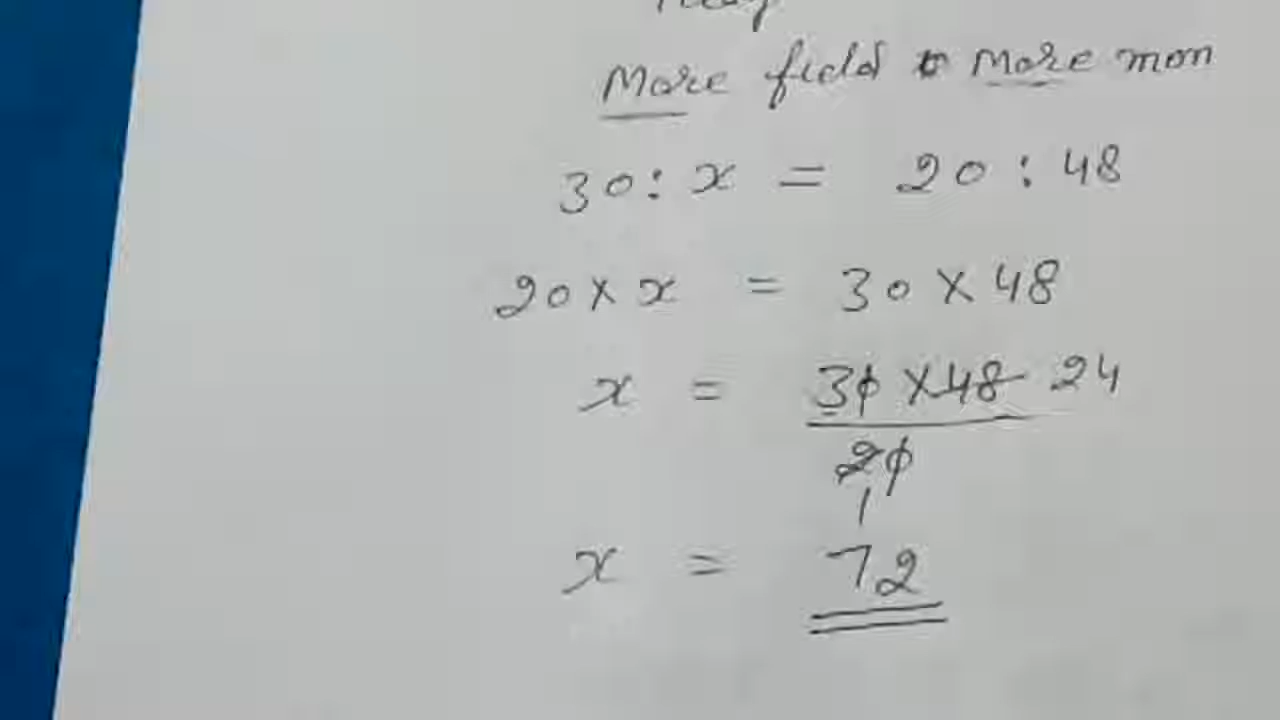 More field to More men
30 : x = 20 : 48
20 × x = 30 × 48
x = 30 × 48 24
20
1
x = 72